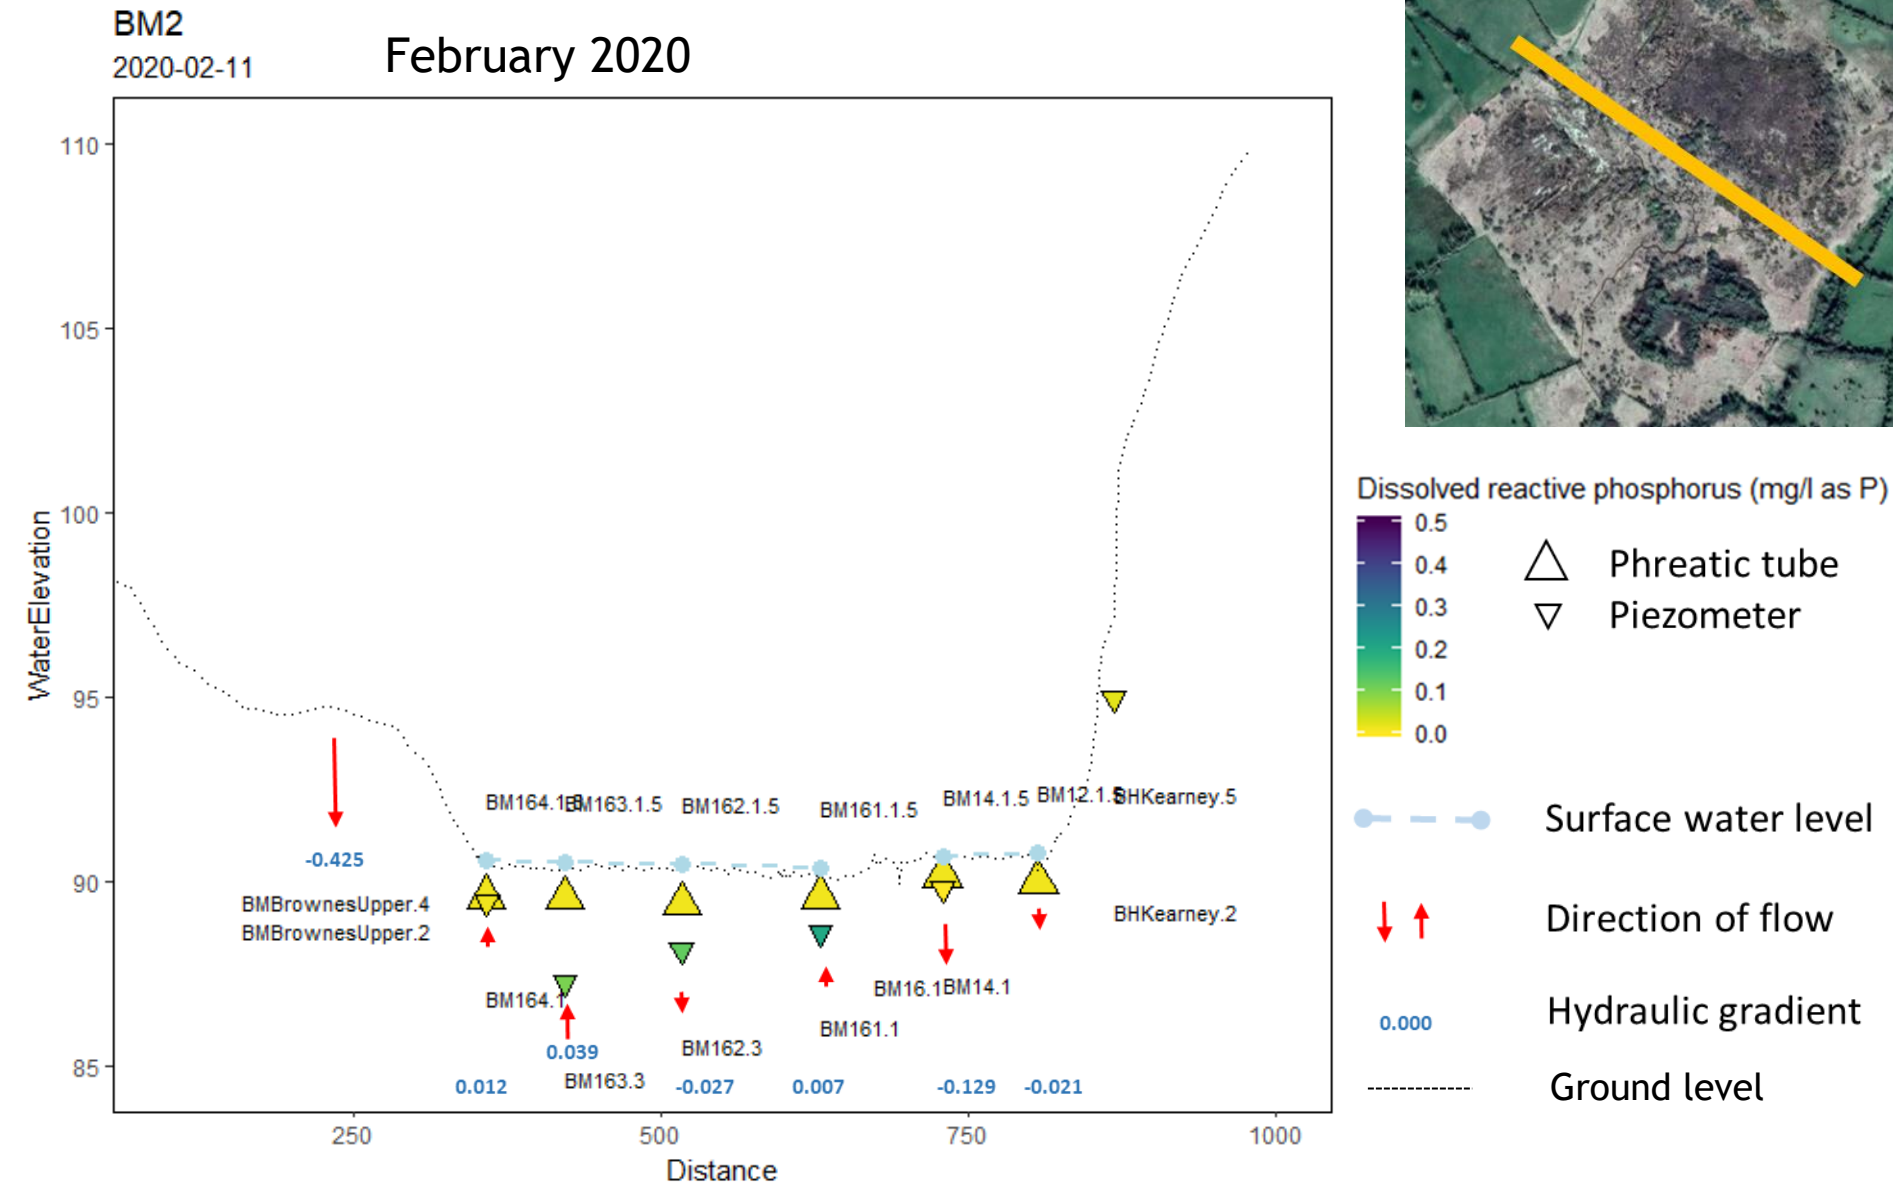 BM2
2020-02-11
February 2020
WaterElevation
110
105
100
95
90
85
250
500
750
1000
Distance
BM164.1.5
BM163.1.5
BM162.1.5
BM161.1.5
BM14.1.5
BM12.1.5
BHKearney.5
-0.425
BMBrownesUpper.4
BMBrownesUpper.2
BHKearney.2
BM164.1
BM16.1
BM14.1
BM161.1
0.039
BM162.3
BM163.3
0.012
-0.027
0.007
-0.129
-0.021
Dissolved reactive phosphorus (mg/l as P)
0.5
0.4
0.3
0.2
0.1
0.0
Phreatic tube
Piezometer
Surface water level
Direction of flow
0.000
Hydraulic gradient
Ground level